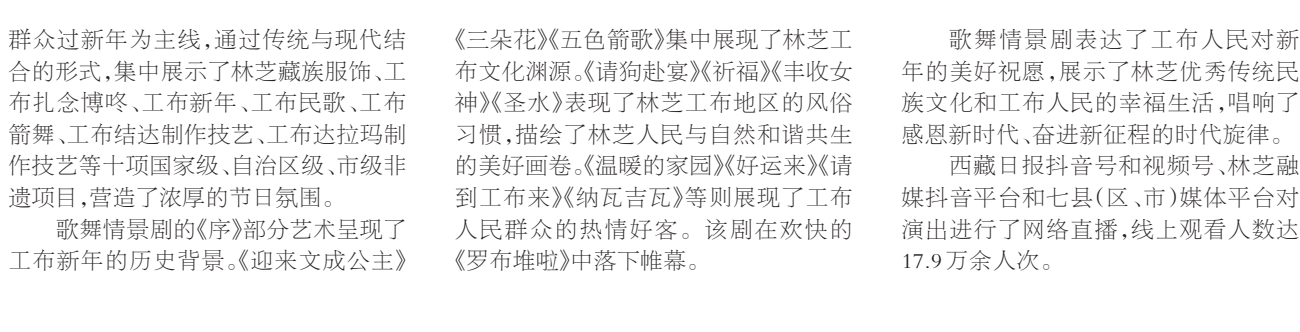 群众过新年为主线，通过传统与现代结
合的形式，集中展示了林芝藏族服饰、工
布扎念博咚、工布新年、工布民歌、工布
箭舞、工布结达制作技艺、工布达拉玛制
作技艺等十项国家级、自治区级、市级非
遗项目，营造了浓厚的节日氛围。
歌舞情景剧的《序》部分艺术呈现了
工布新年的历史背景。《迎来文成公主》
《三朵花》《五色箭歌》集中展现了林芝工
布文化渊源。《请狗赴宴》《祈福》《丰收女
神》《圣水》表现了林芝工布地区的风俗
习惯，描绘了林芝人民与自然和谐共生
的美好画卷。《温暖的家园》《好运来》《请
到工布来》《纳瓦吉瓦》等则展现了工布
人民群众的热情好客。该剧在欢快的
《罗布堆啦》中落下帷幕。
歌舞情景剧表达了工布人民对新
年的美好祝愿，展示了林芝优秀传统民
族文化和工布人民的幸福生活，唱响了
感恩新时代、奋进新征程的时代旋律。
西藏日报抖音号和视频号、林芝融
媒抖音平台和七县（区、市）媒体平台对
演出进行了网络直播，线上观看人数达
17.9万余人次。